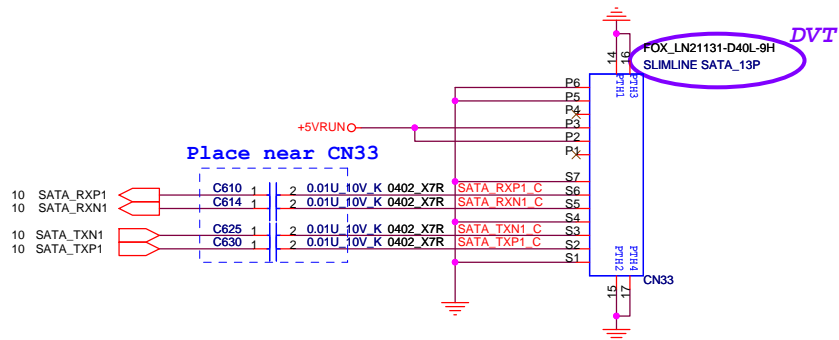 DVT
FOX_LN21131-D40L-9H
SLIMLINE SATA_13P
14
16
PTH1
PTH3
P6
P5
P4
+5VRUN
P3
P2
P1
Place near CN33
S7
10 SATA_RXP1 C610 1 2 0.01U_10V_K 0402_X7R SATA_RXP1_C S6
10 SATA_RXN1 C614 1 2 0.01U_10V_K 0402_X7R SATA_RXN1_C S5
S4
10 SATA_TXN1 C625 1 2 0.01U_10V_K 0402_X7R SATA_TXN1_C S3
10 SATA_TXP1 C630 1 2 0.01U_10V_K 0402_X7R SATA_TXP1_C S2
S1
PTH2
PTH4
CN33
15
17